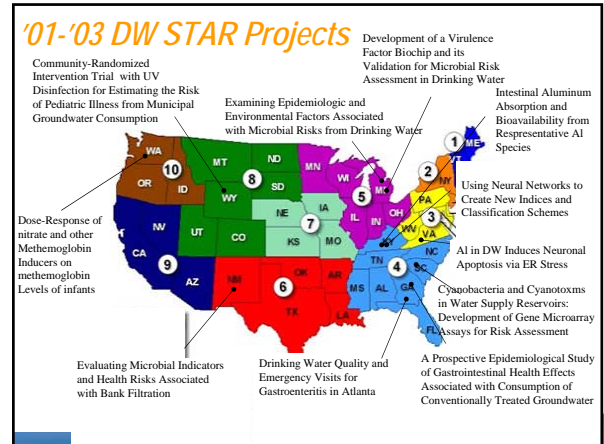 '01-'03 DW STAR Projects
Community-Randomized
Intervention Trial with UV
Disinfection for Estimating the Risk
of Pediatric Illness from Municipal
Groundwater Consumption
Examining Epidemiologic and
Environmental Factors Associated
with Microbial Risks from Drinking Water
Development of a Virulence
Factor Biochip and its
Validation for Microbial Risk
Assessment in Drinking Water
Intestinal Aluminum
Absorption and
Bioavailability from
Respresentative Al
Species
Using Neural Networks to
Create New Indices and
Classification Schemes
Al in DW Induces Neuronal
Apoptosis via ER Stress
Cyanobacteria and Cyanotoxms
in Water Supply Reservoirs:
Development of Gene Microarray
Assays for Risk Assessment
A Prospective Epidemiological Study
of Gastrointestinal Health Effects
Associated with Consumption of
Conventionally Treated Groundwater
Drinking Water Quality and
Emergency Visits for
Gastroenteritis in Atlanta
Evaluating Microbial Indicators
and Health Risks Associated
with Bank Filtration
Dose-Response of
nitrate and other
Methemoglobin
Inducers on
methemoglobin
Levels of infants
WA
OR
ID
10
MT
ND
SD
WY
UT
CO
8
NV
CA
AZ
9
NE
IA
KS
MO
7
NM
OK
AR
TX
LA
6
MN
WI
MI
IL
IN
OH
5
TN
NC
SC
MS
AL
GA
FL
4
PA
WV
VA
3
NY
2
ME
VT
1